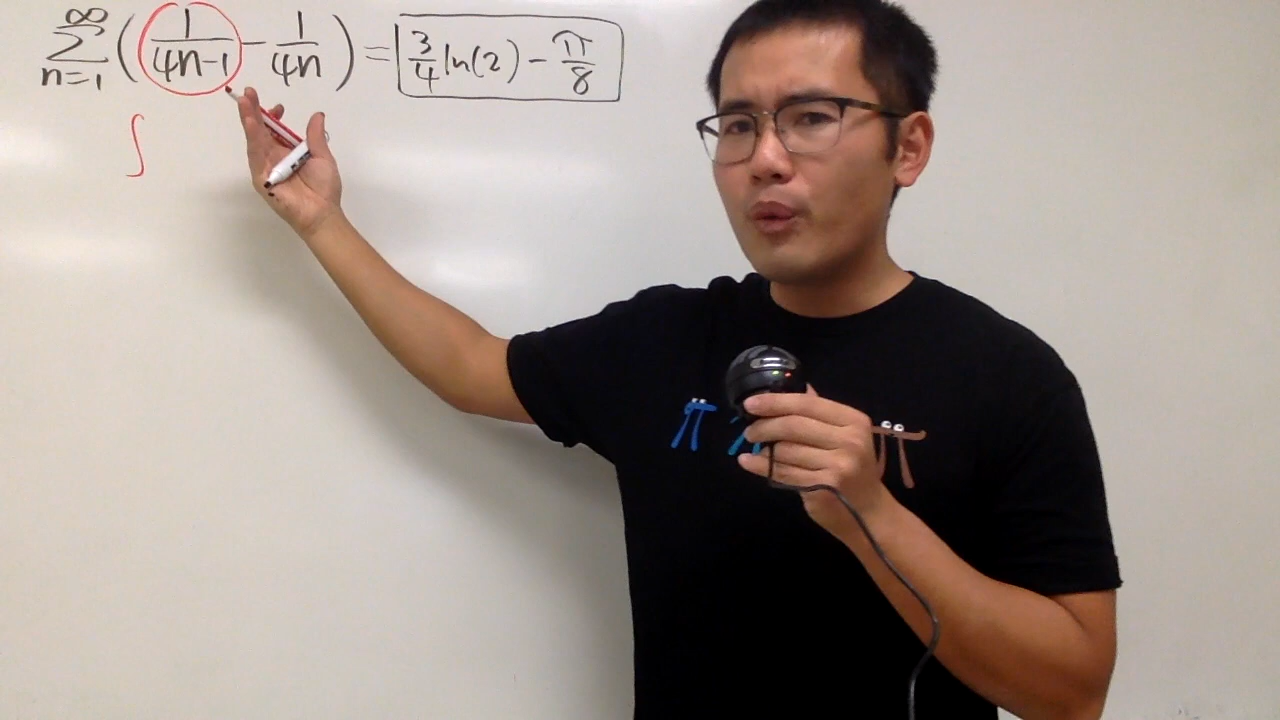 ∞∑n=1 (1/(4n-1) - 1/(4n)) = 3/4 ln(2) - π/8
∫
π π π